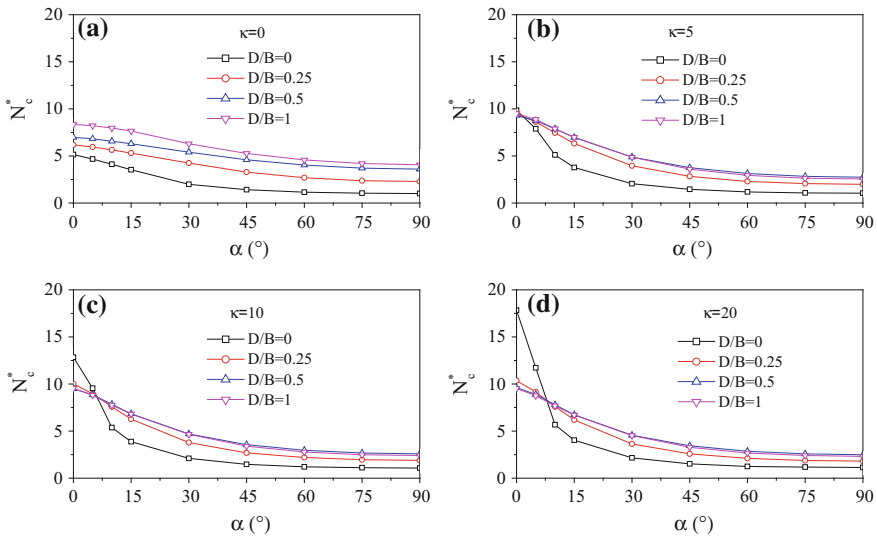 (a)
κ=0
D/B=0
D/B=0.25
D/B=0.5
D/B=1
N*c
20
15
10
5
0
0 15 30 45 60 75 90
α (°)
(b)
κ=5
D/B=0
D/B=0.25
D/B=0.5
D/B=1
N*c
20
15
10
5
0
0 15 30 45 60 75 90
α (°)
(c)
κ=10
D/B=0
D/B=0.25
D/B=0.5
D/B=1
N*c
20
15
10
5
0
0 15 30 45 60 75 90
α (°)
(d)
κ=20
D/B=0
D/B=0.25
D/B=0.5
D/B=1
N*c
20
15
10
5
0
0 15 30 45 60 75 90
α (°)